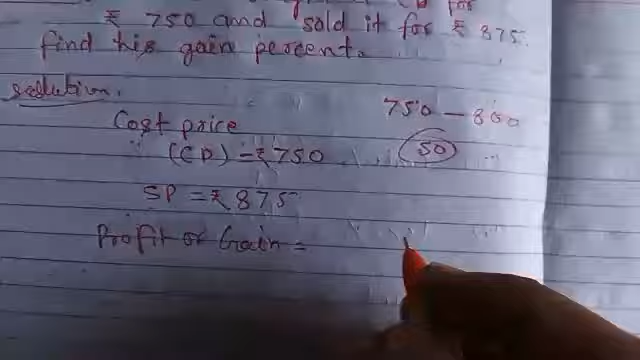 for
₹ 750 and sold it for ₹ 875.
find his gain percent.
Solution.
750 - 800
Cost price
50
(CP) = ₹750
SP = ₹875
Profit or Gain =